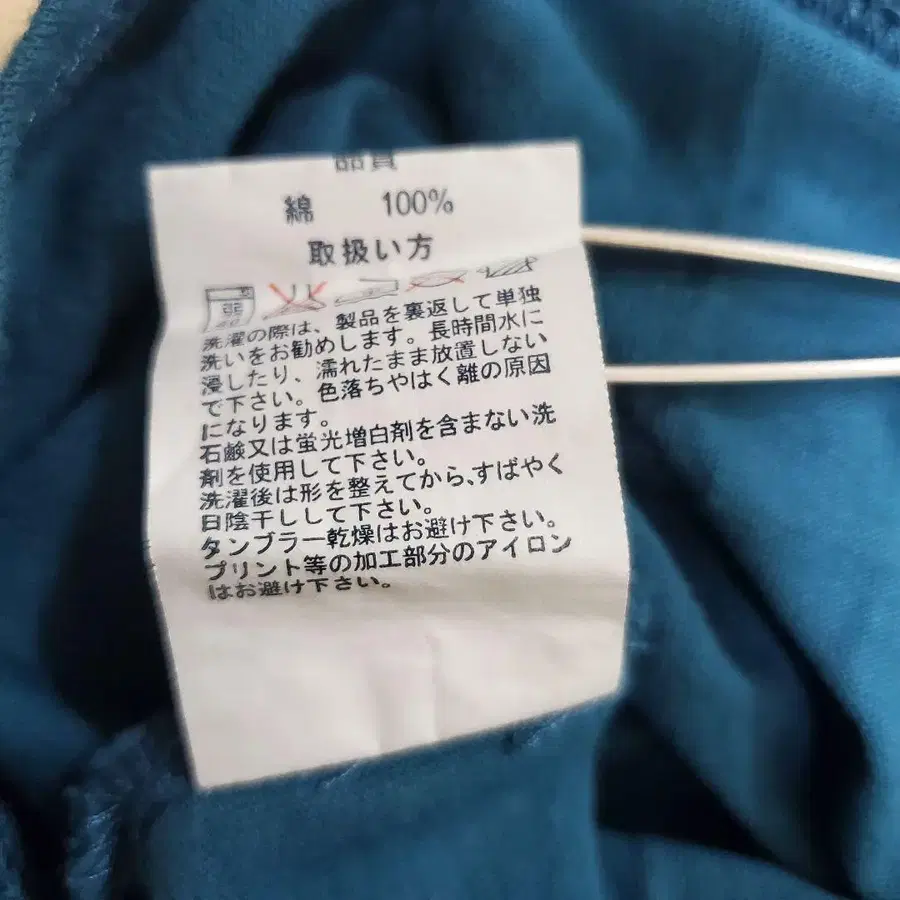 品質
綿 100%
取扱い方
洗濯の際は、製品を裏返して単独
洗いをお勧めします。長時間水に
浸したり、濡れたまま放置しない
で下さい。色落ちやはく離の原因
になります。
石鹸又は蛍光増白剤を含まない洗
剤を使用して下さい。
洗濯後は形を整えてから、すばやく
日陰干しして下さい。
タンブラー乾燥はお避け下さい。
プリント等の加工部分のアイロン
はお避け下さい。